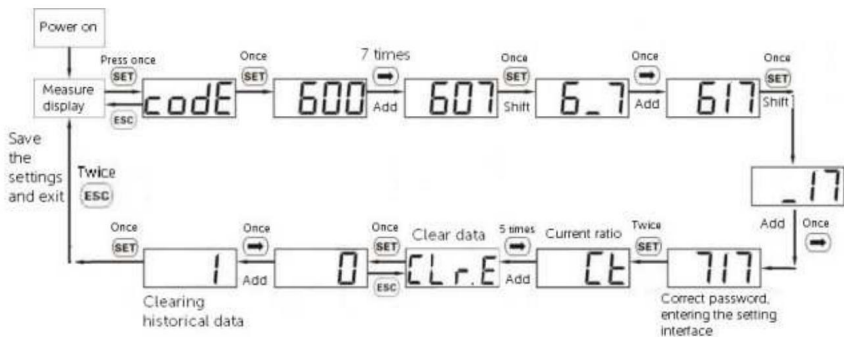 Power on
Press once
SET
Once
SET
7 times
Once
SET
Once
Once
SET
Measure
display
ESC
codE
600
Add
607
Shift
6_7
Add
617
Shift
Save
the
settings
and exit
Twice
ESC
_17
Add
Once
Once
SET
Once
Clear data
Once
SET
5 times
Current ratio
Twice
SET
1
Add
0
ESC
CLr.E
Add
Ct
717
Clearing
historical data
Correct password,
entering the setting
interface